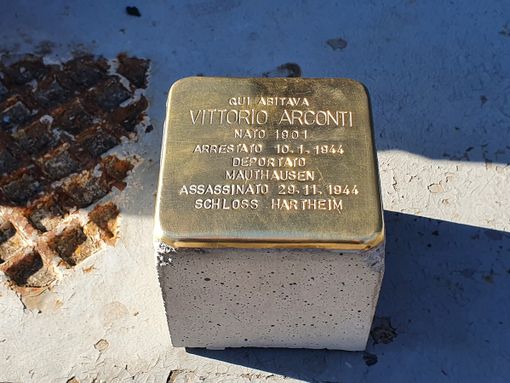 QUI ABITAVA
VITTORIO ARCONTI
NATO 1901
ARRESTATO 10.1.1944
DEPORTATO
MAUTHAUSEN
ASSASSINATO 29.11.1944
SCHLOSS HARTHEIM